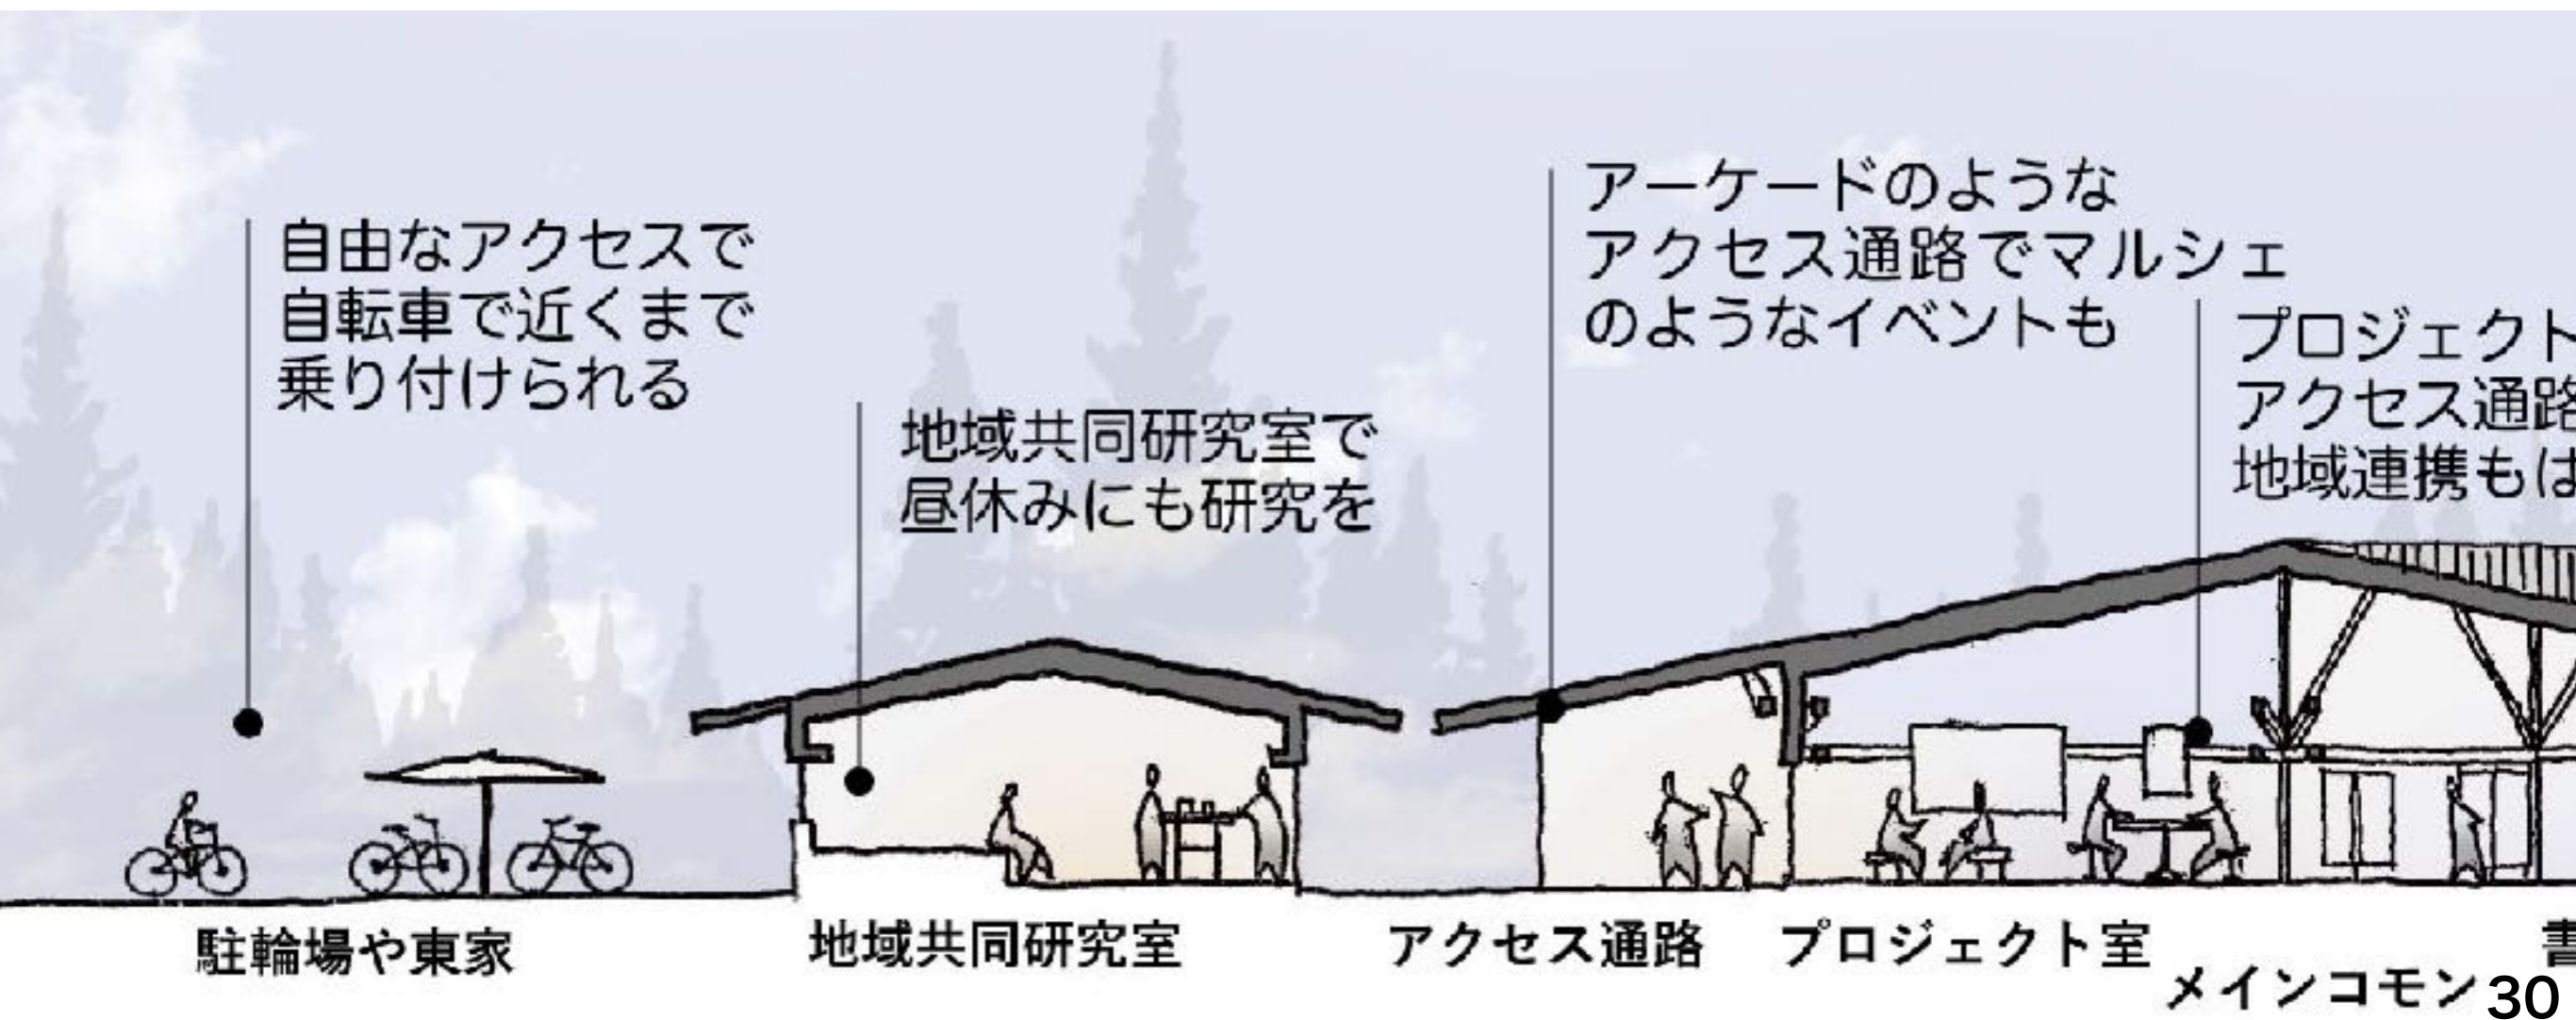 自由なアクセスで
自転車で近くまで
乗り付けられる
地域共同研究室で
昼休みにも研究を
アーケードのような
アクセス通路でマルシェ
のようなイベントも
プロジェクト
アクセス通路
地域連携もは
駐輪場や東家
地域共同研究室
アクセス通路
プロジェクト室
メインコモン
書
30